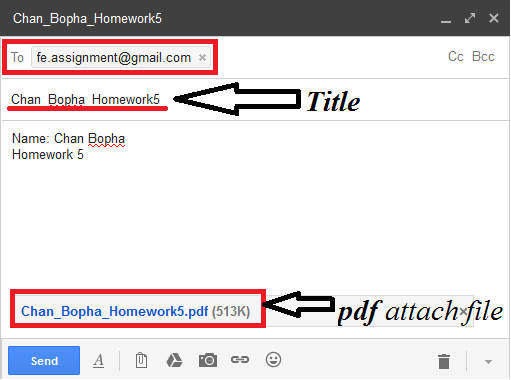 Chan_Bopha_Homework5
To fe.assignment@gmail.com × Cc Bcc
Chan_Bopha_Homework5
Title
Name: Chan Bopha
Homework 5
Chan_Bopha_Homework5.pdf (513K)
pdf attach file
Send A